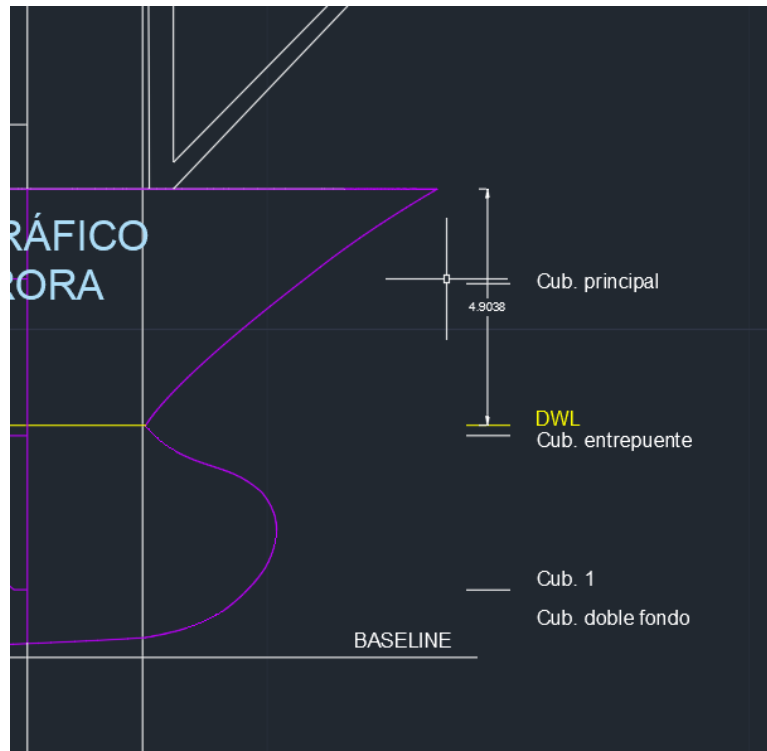 RÁFICO
RORA
Cub. principal
4.9038
DWL
Cub. entrepuente
Cub. 1
Cub. doble fondo
BASELINE